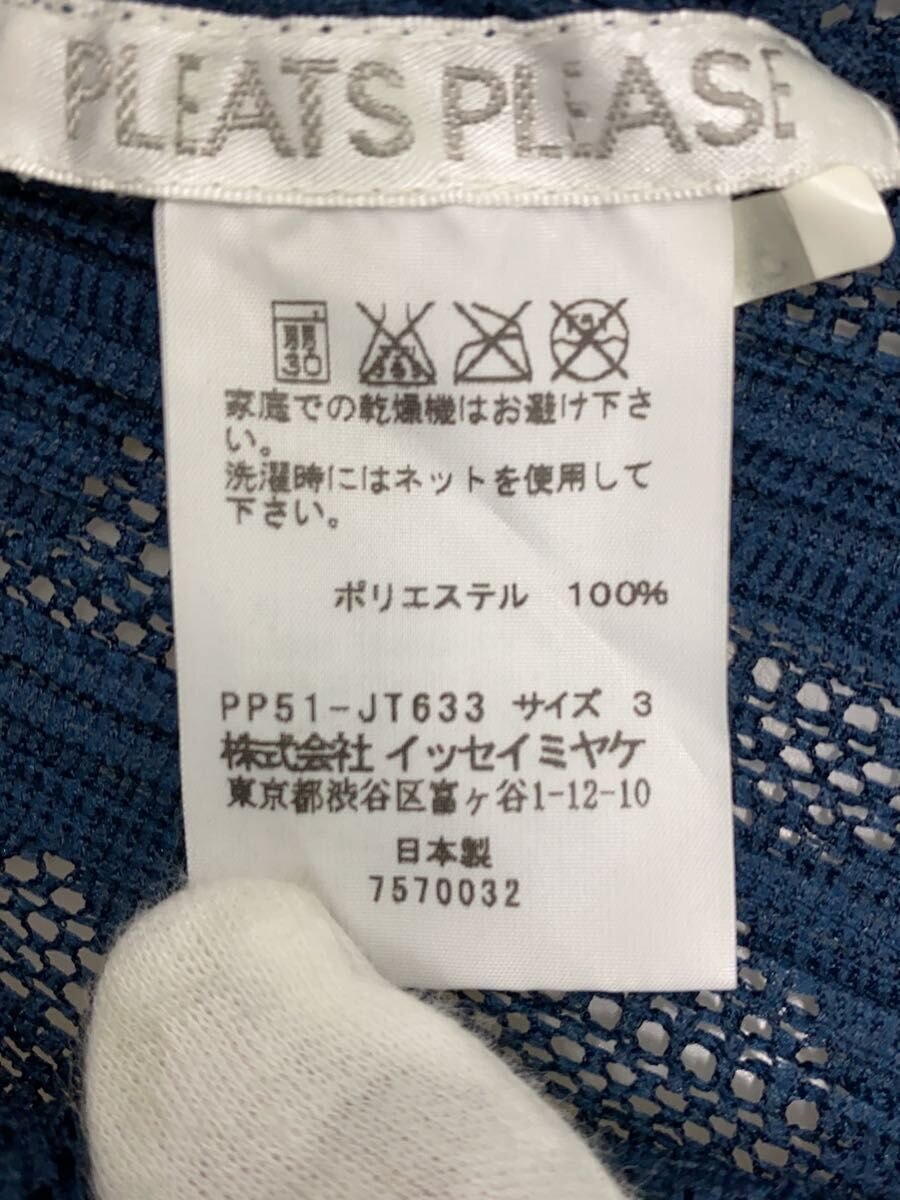 PLEATS PLEASE
弱
30
家庭での乾燥機はお避け下さ
い。
洗濯時にはネットを使用して
下さい。
ポリエステル 100%
PP51-JT633 サイズ 3
株式会社 イッセイミヤケ
東京都渋谷区富ヶ谷1-12-10
日本製
7570032